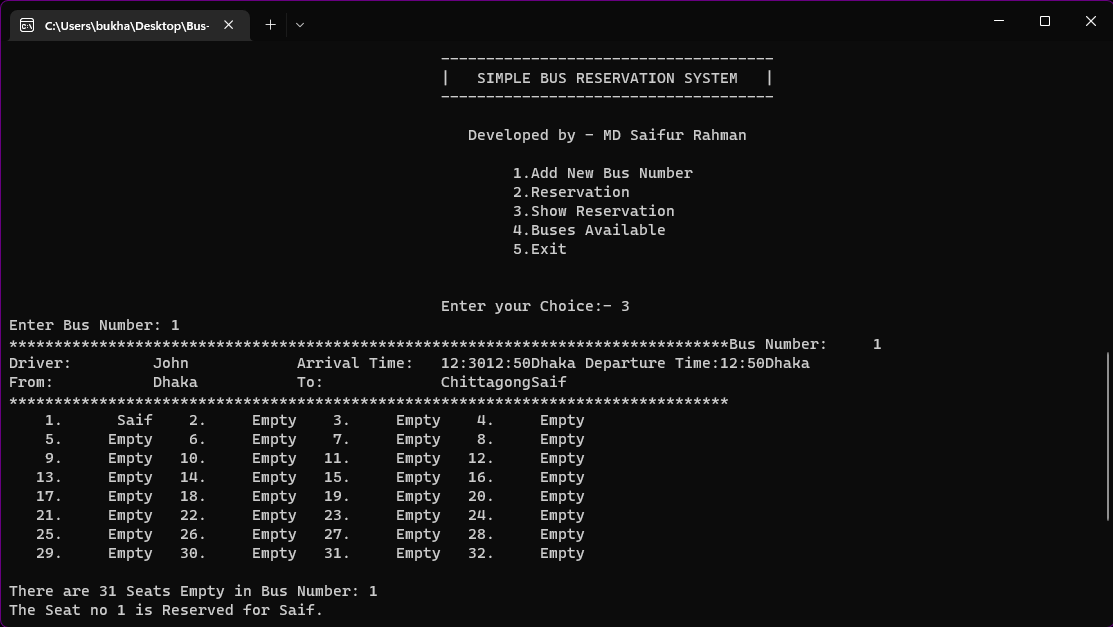 C:\Users\bukha\Desktop\Bus-
------------------------------------
| SIMPLE BUS RESERVATION SYSTEM |
------------------------------------
Developed by - MD Saifur Rahman
1.Add New Bus Number
2.Reservation
3.Show Reservation
4.Buses Available
5.Exit
Enter your Choice:- 3
Enter Bus Number: 1
********************************************************************************Bus Number: 1
Driver: John Arrival Time: 12:3012:50Dhaka Departure Time:12:50Dhaka
From: Dhaka To: ChittagongSaif
********************************************************************************
1. Saif 2. Empty 3. Empty 4. Empty
5. Empty 6. Empty 7. Empty 8. Empty
9. Empty 10. Empty 11. Empty 12. Empty
13. Empty 14. Empty 15. Empty 16. Empty
17. Empty 18. Empty 19. Empty 20. Empty
21. Empty 22. Empty 23. Empty 24. Empty
25. Empty 26. Empty 27. Empty 28. Empty
29. Empty 30. Empty 31. Empty 32. Empty
There are 31 Seats Empty in Bus Number: 1
The Seat no 1 is Reserved for Saif.